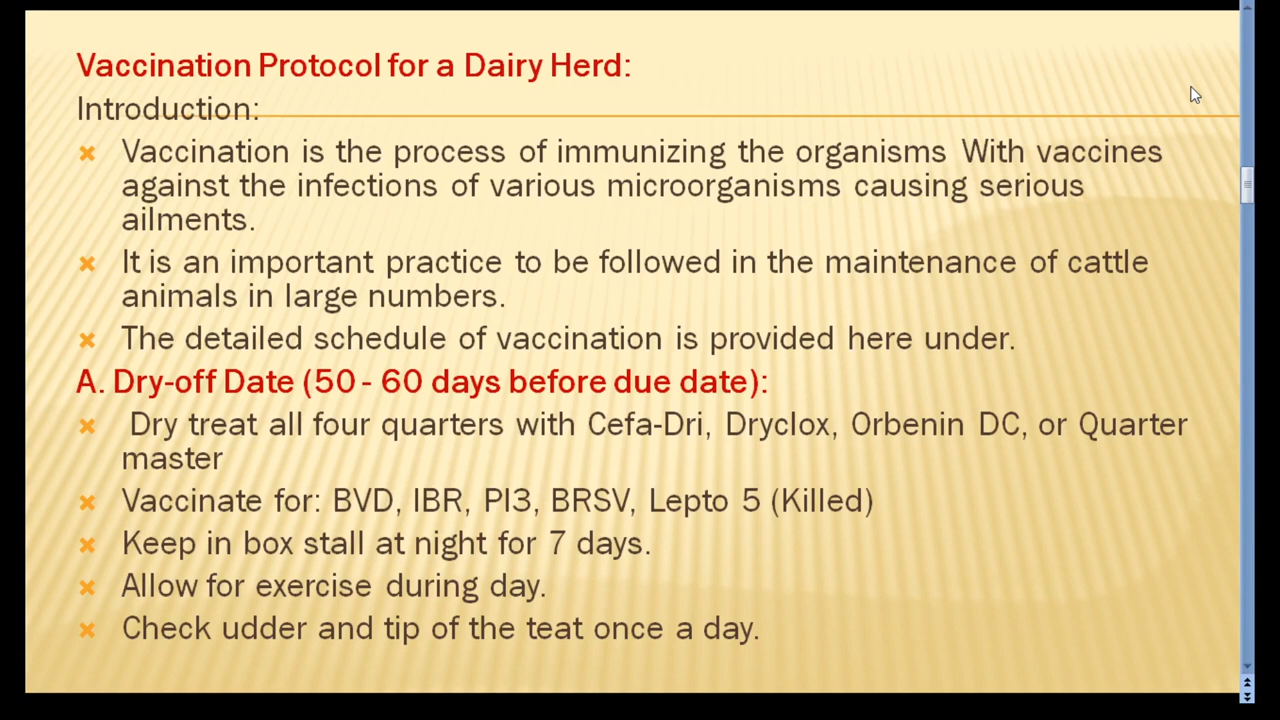 Vaccination Protocol for a Dairy Herd:
Introduction:
Vaccination is the process of immunizing the organisms With vaccines
against the infections of various microorganisms causing serious
ailments.
It is an important practice to be followed in the maintenance of cattle
animals in large numbers.
The detailed schedule of vaccination is provided here under.
A. Dry-off Date (50 - 60 days before due date):
Dry treat all four quarters with Cefa-Dri, Dryclox, Orbenin DC, or Quarter
master
Vaccinate for: BVD, IBR, PI3, BRSV, Lepto 5 (Killed)
Keep in box stall at night for 7 days.
Allow for exercise during day.
Check udder and tip of the teat once a day.